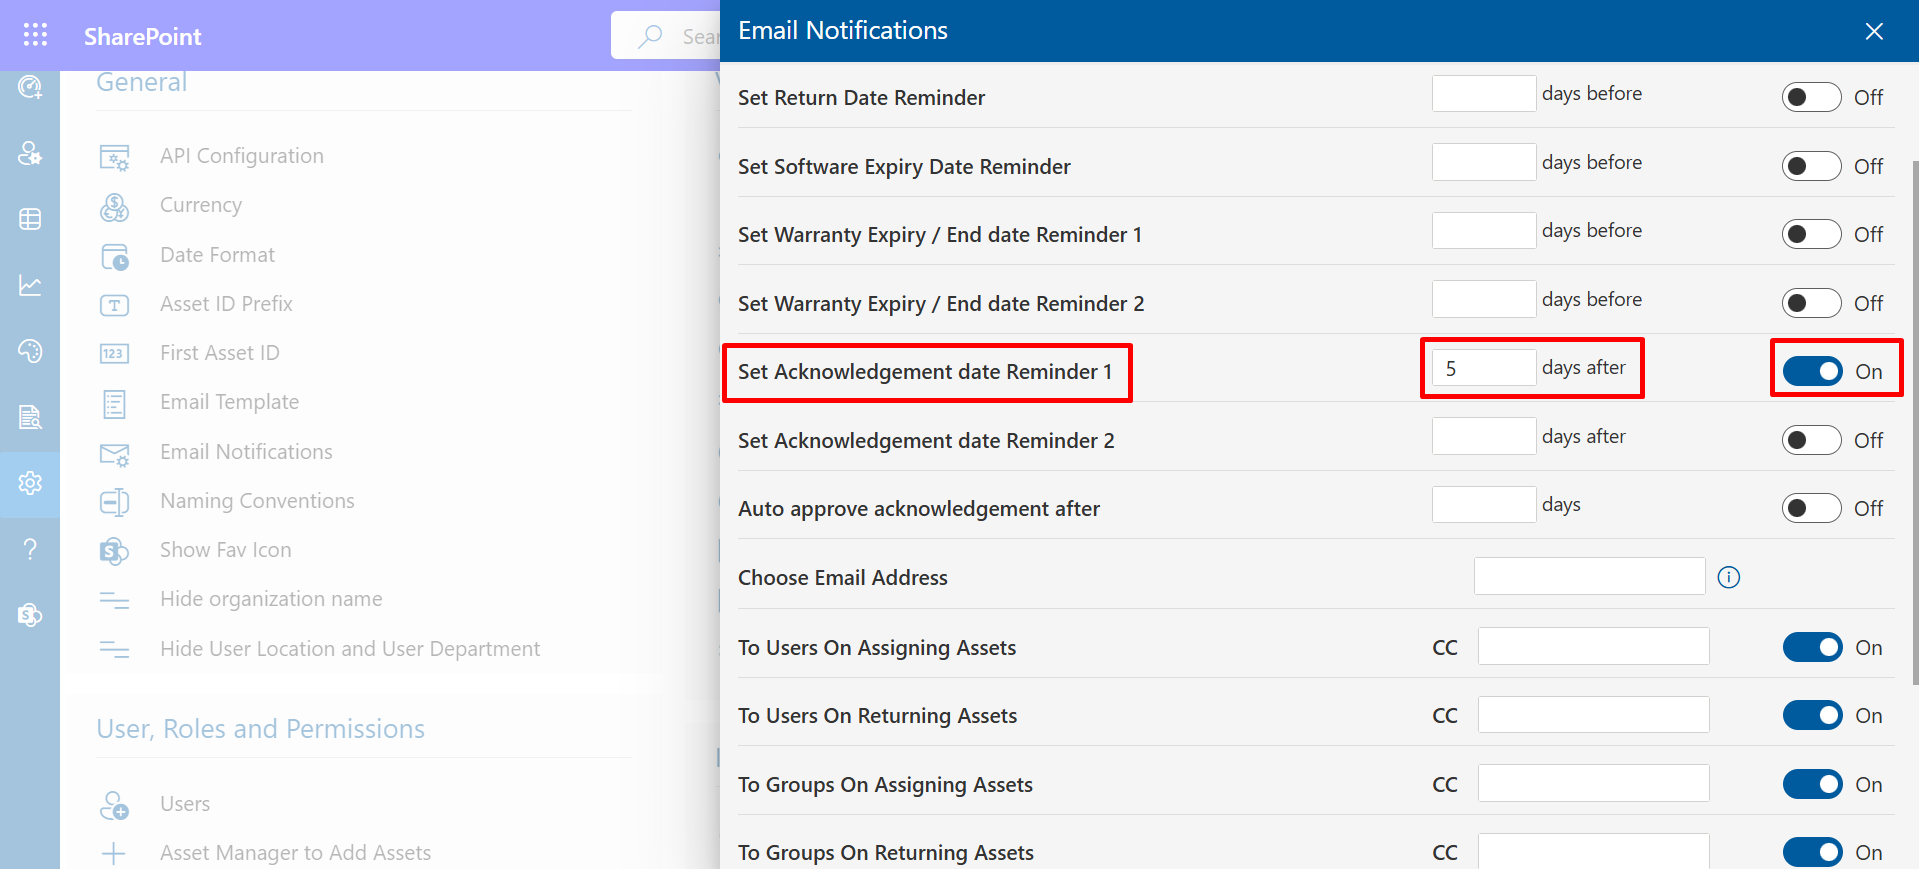 SharePoint
Sear
Email Notifications
General
API Configuration
Currency
Date Format
Asset ID Prefix
First Asset ID
123
Email Template
Email Notifications
Naming Conventions
Show Fav Icon
Hide organization name
Hide User Location and User Department
User, Roles and Permissions
Users
Asset Manager to Add Assets
Set Return Date Reminder days before Off
Set Software Expiry Date Reminder days before Off
Set Warranty Expiry / End date Reminder 1 days before Off
Set Warranty Expiry / End date Reminder 2 days before Off
Set Acknowledgement date Reminder 1 5 days after On
Set Acknowledgement date Reminder 2 days after Off
Auto approve acknowledgement after days Off
Choose Email Address
To Users On Assigning Assets CC On
To Users On Returning Assets CC On
To Groups On Assigning Assets CC On
To Groups On Returning Assets CC On